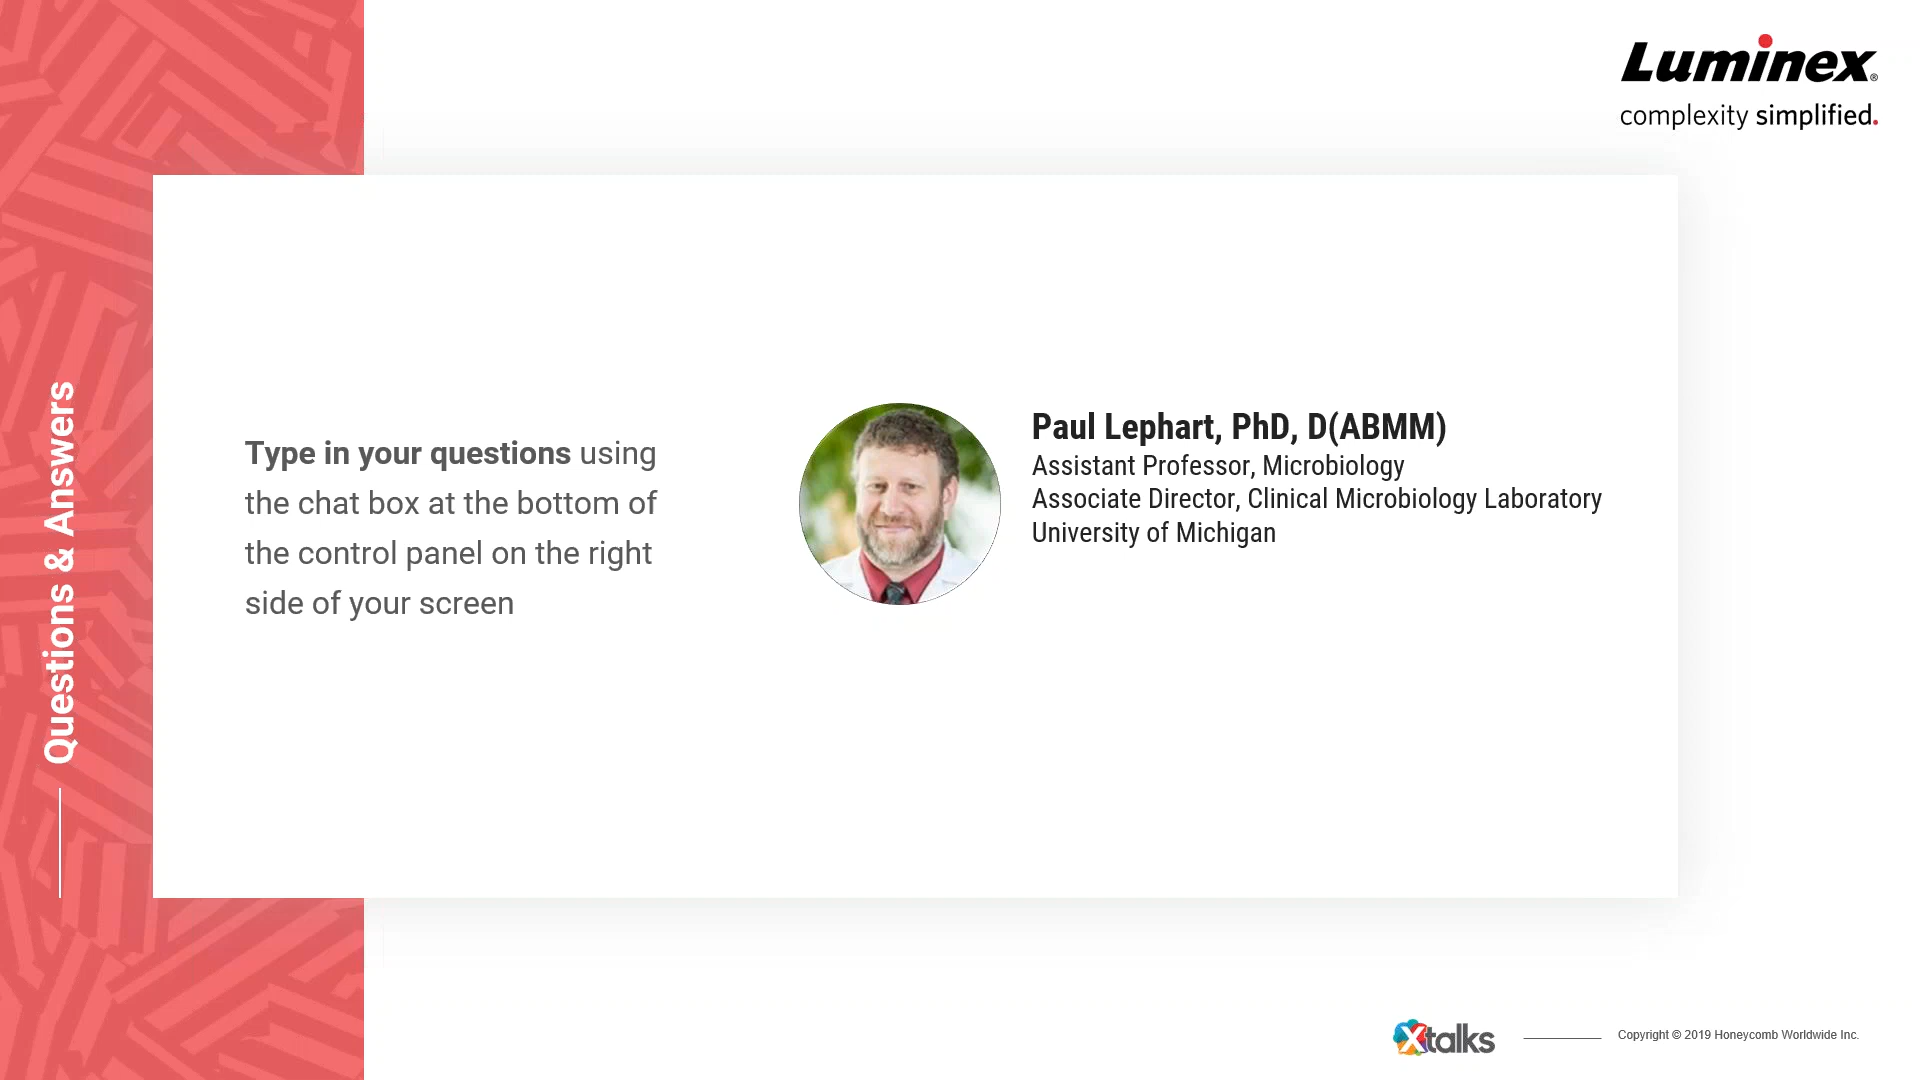 Luminex®
complexity simplified.
Questions & Answers
Type in your questions using
the chat box at the bottom of
the control panel on the right
side of your screen
Paul Lephart, PhD, D(ABMM)
Assistant Professor, Microbiology
Associate Director, Clinical Microbiology Laboratory
University of Michigan
Xtalks
Copyright © 2019 Honeycomb Worldwide Inc.